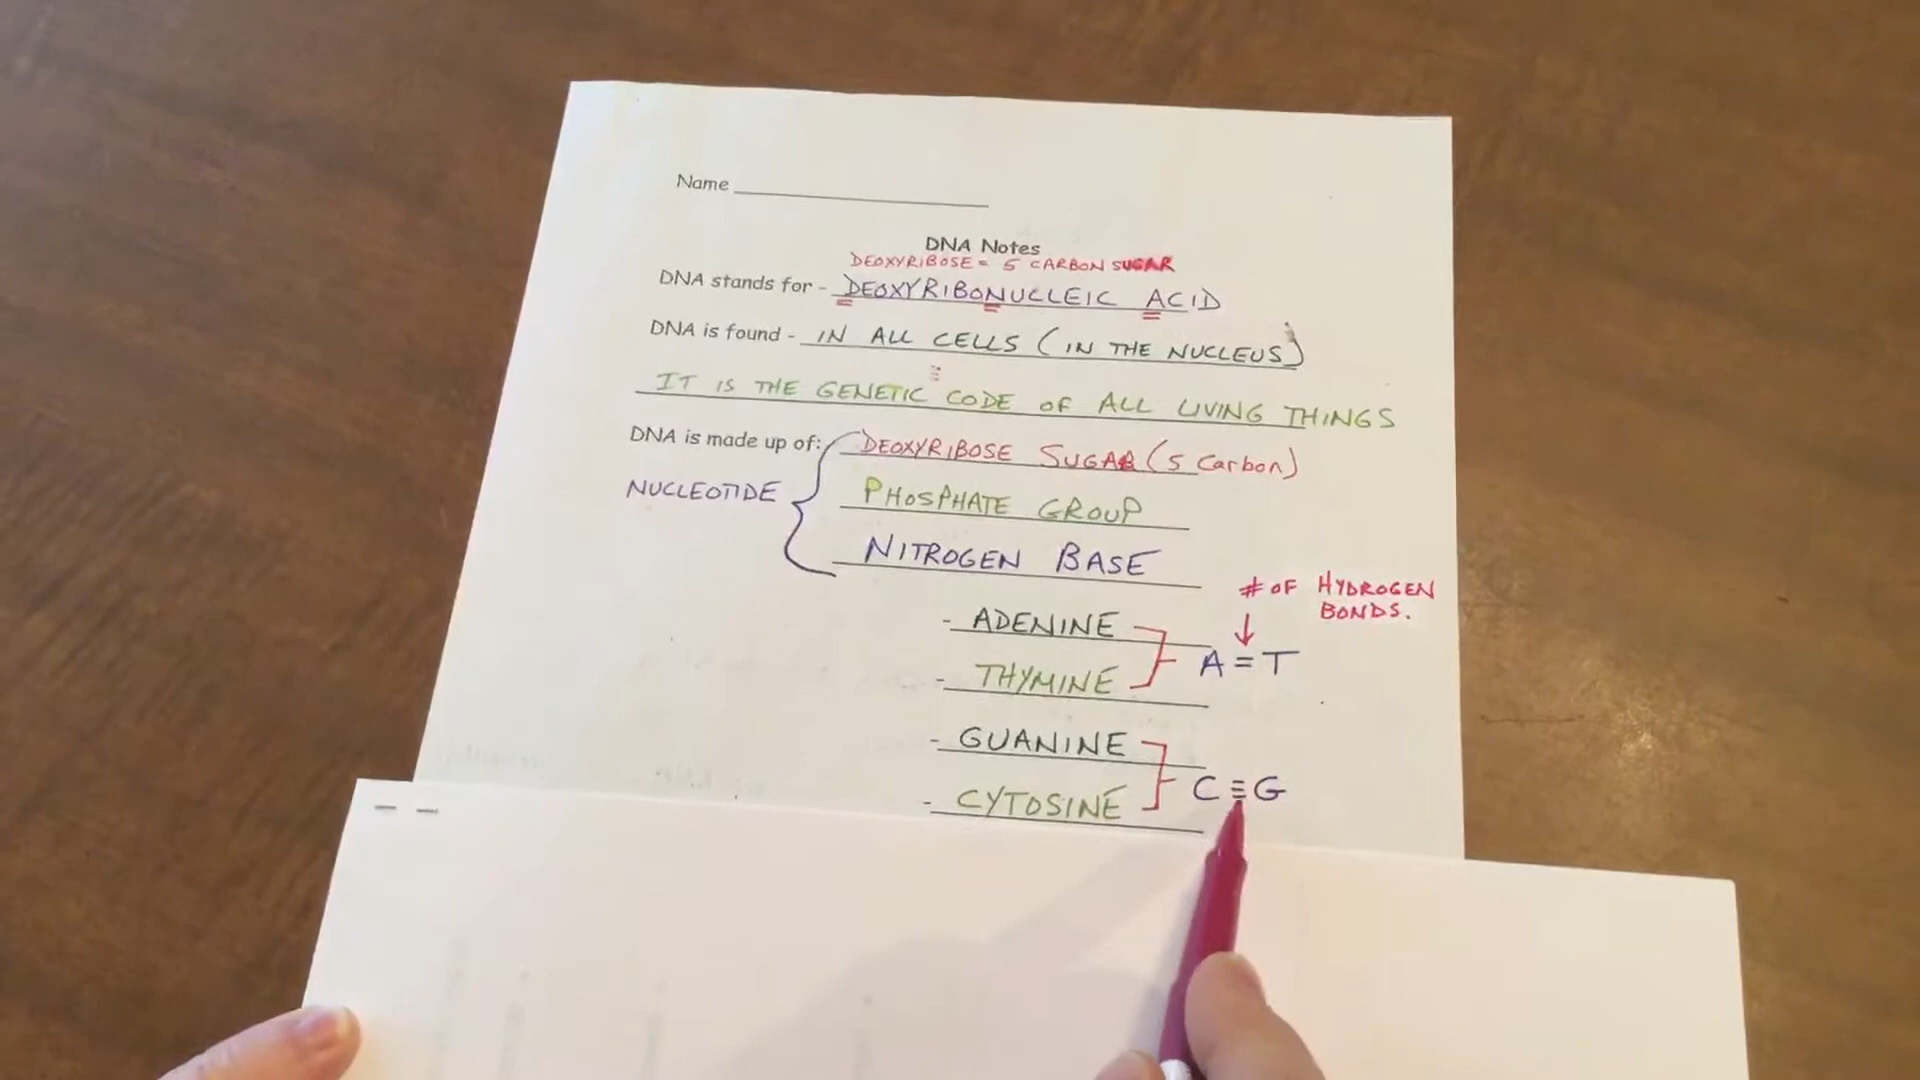 Name
DNA Notes
DEOXYRIBOSE = 5 CARBON SUGAR
DNA stands for - DEOXYRIBONUCLEIC ACID
DNA is found - IN ALL CELLS (IN THE NUCLEUS)
IT IS THE GENETIC CODE OF ALL LIVING THINGS
DNA is made up of: DEOXYRIBOSE SUGAR (5 Carbon)
NUCLEOTIDE PHOSPHATE GROUP
NITROGEN BASE
# OF HYDROGEN
BONDS.
- ADENINE
A = T
- THYMINE
- GUANINE
C ≡ G
- CYTOSINE